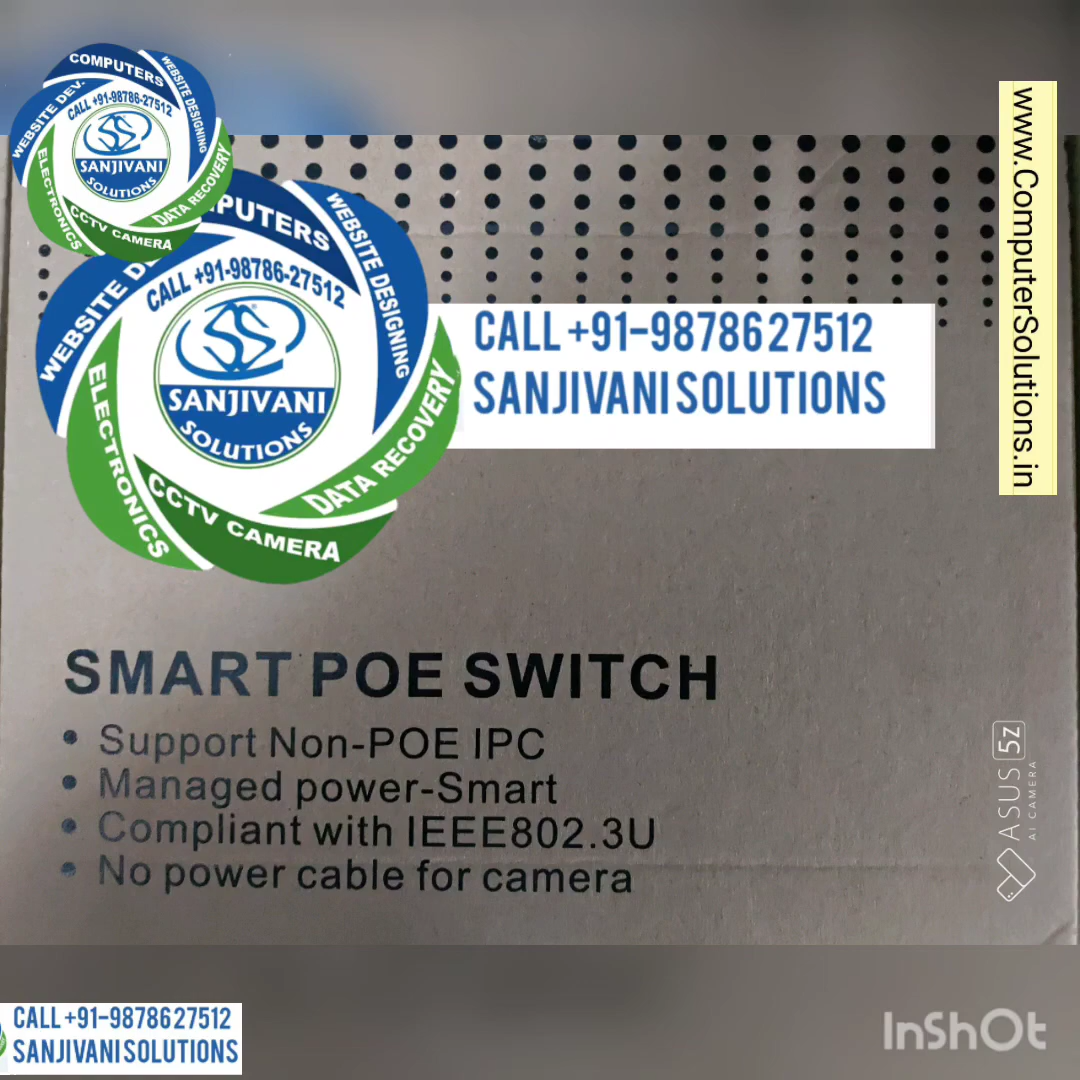 COMPUTERS
WEBSITE DESIGNING
WEBSITE DEV.
CALL +91-98786-27512
SANJIVANI
SOLUTIONS
ELECTRONICS
CCTV CAMERA
DATA RECOVERY
www.ComputerSolutions.in
PUTERS
WEBSITE DESIGNING
WEBSITE D
CALL +91-98786-27512
SS
SANJIVANI
SOLUTIONS
ELECTRONICS
CCTV CAMERA
DATA RECOVERY
CALL +91-9878627512
SANJIVANI SOLUTIONS
SMART POE SWITCH
• Support Non-POE IPC
• Managed power-Smart
• Compliant with IEEE802.3U
• No power cable for camera
ASUS 5Z
AI CAMERA
CALL +91-9878627512
SANJIVANI SOLUTIONS
InShOt